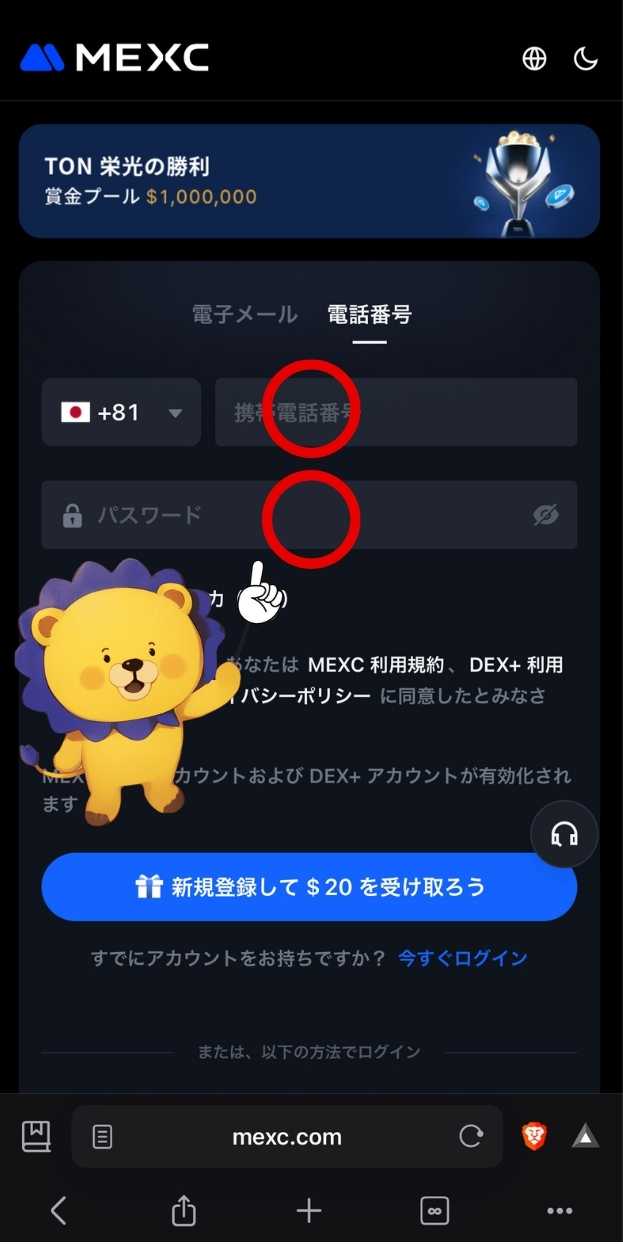 MEXC
TON 栄光の勝利
賞金プール $1,000,000
電子メール 電話番号
+81 携帯電話番号
パスワード
カ
あなたは MEXC 利用規約、DEX+ 利用
イバシーポリシー に同意したとみなさ
MEX カウントおよび DEX+ アカウントが有効化され
ます
新規登録して $ 20 を受け取ろう
すでにアカウントをお持ちですか? 今すぐログイン
または、以下の方法でログイン
mexc.com